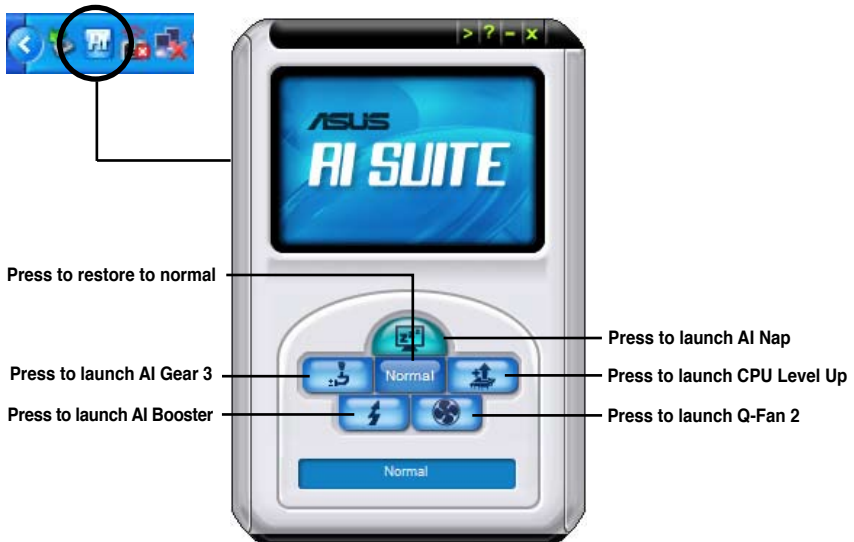 > ? - x
ASUS
AI SUITE
Press to restore to normal
Press to launch AI Nap
Press to launch AI Gear 3
Normal
Press to launch CPU Level Up
Press to launch AI Booster
Press to launch Q-Fan 2
Normal